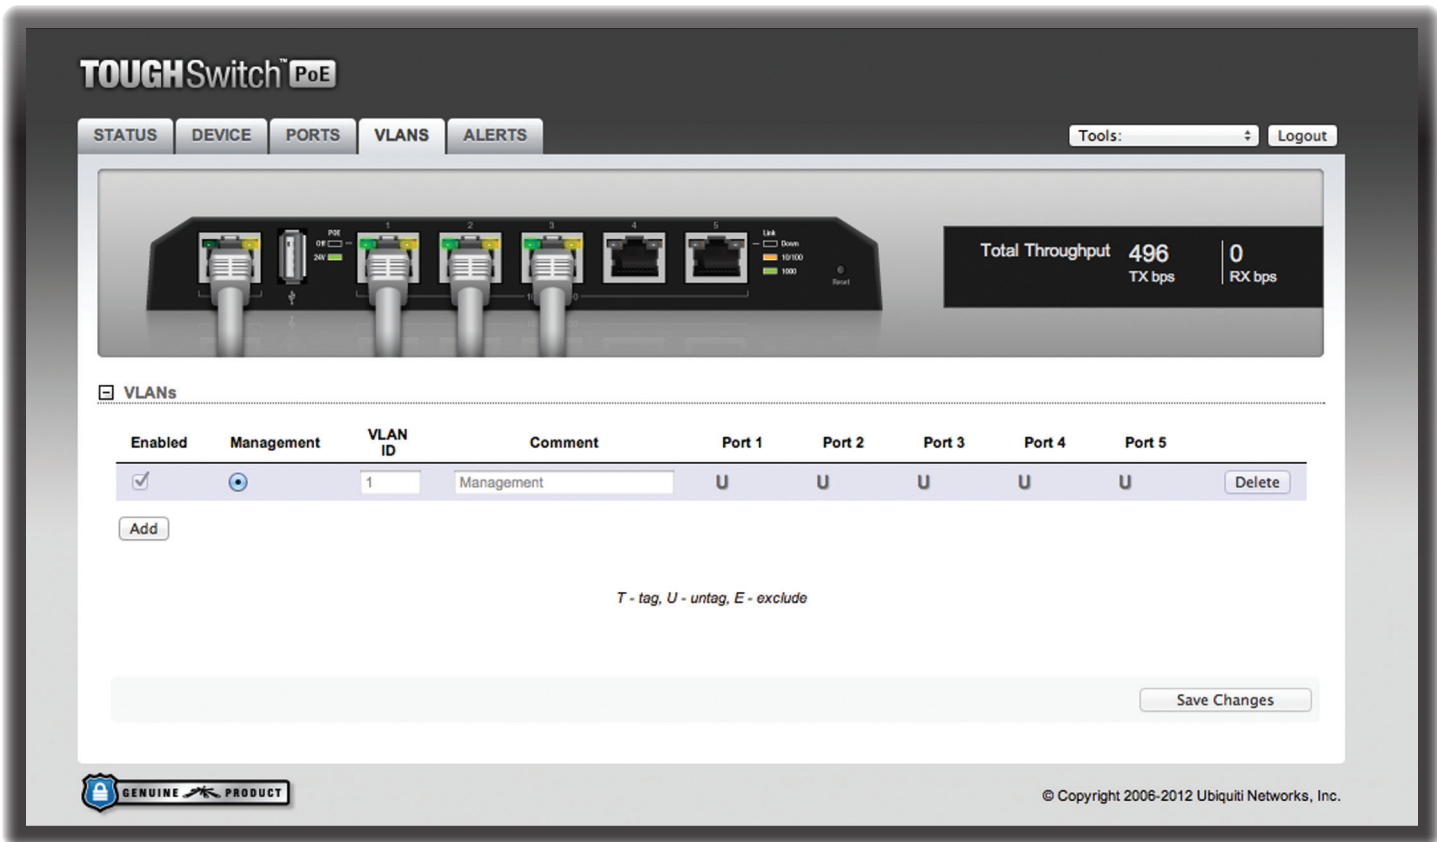 TOUGHSwitch™ PoE
STATUS DEVICE PORTS VLANS ALERTS Tools: Logout
1 2 3 4 5
POE
Off
24V
Link
Down
10/100
1000
Reset
Total Throughput 496 0
TX bps RX bps
VLANs
Enabled Management VLAN ID Comment Port 1 Port 2 Port 3 Port 4 Port 5
1 Management U U U U U Delete
Add
T - tag, U - untag, E - exclude
Save Changes
GENUINE PRODUCT
© Copyright 2006-2012 Ubiquiti Networks, Inc.